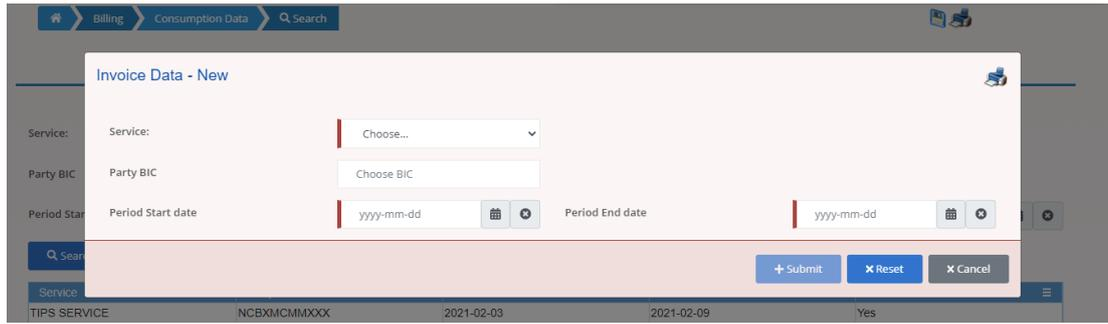 Billing Consumption Data Search
Invoice Data - New
Service: Service: Choose...
Party BIC Party BIC Choose BIC
Period Star Period Start date yyyy-mm-dd Period End date yyyy-mm-dd
Sear + Submit × Reset × Cancel
Service
TIPS SERVICE NCBXMCMMXXX 2021-02-03 2021-02-09 Yes